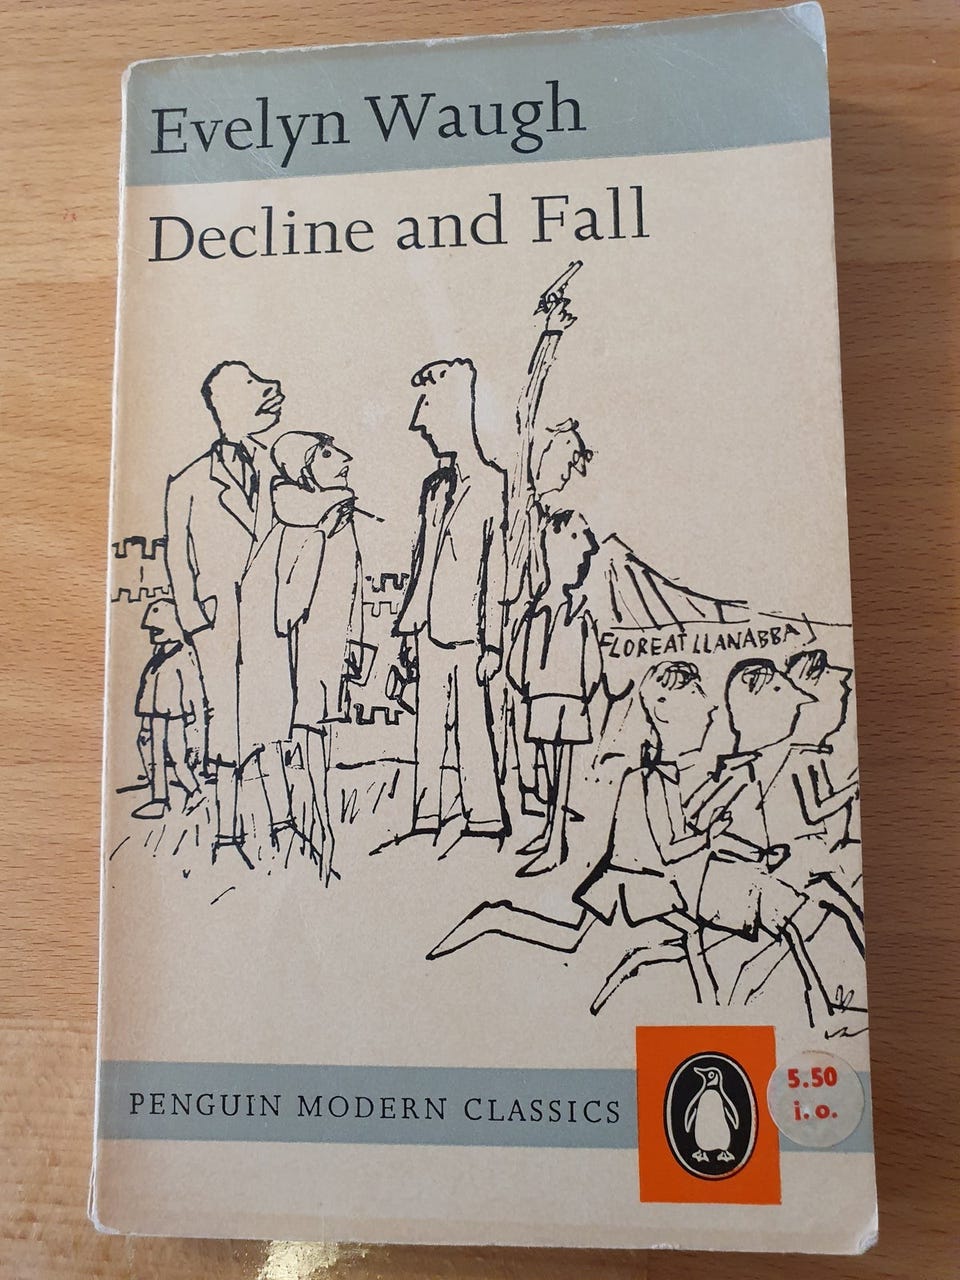 Evelyn Waugh
Decline and Fall
FLOREAT LLANABBA
PENGUIN MODERN CLASSICS
5.50
i. o.